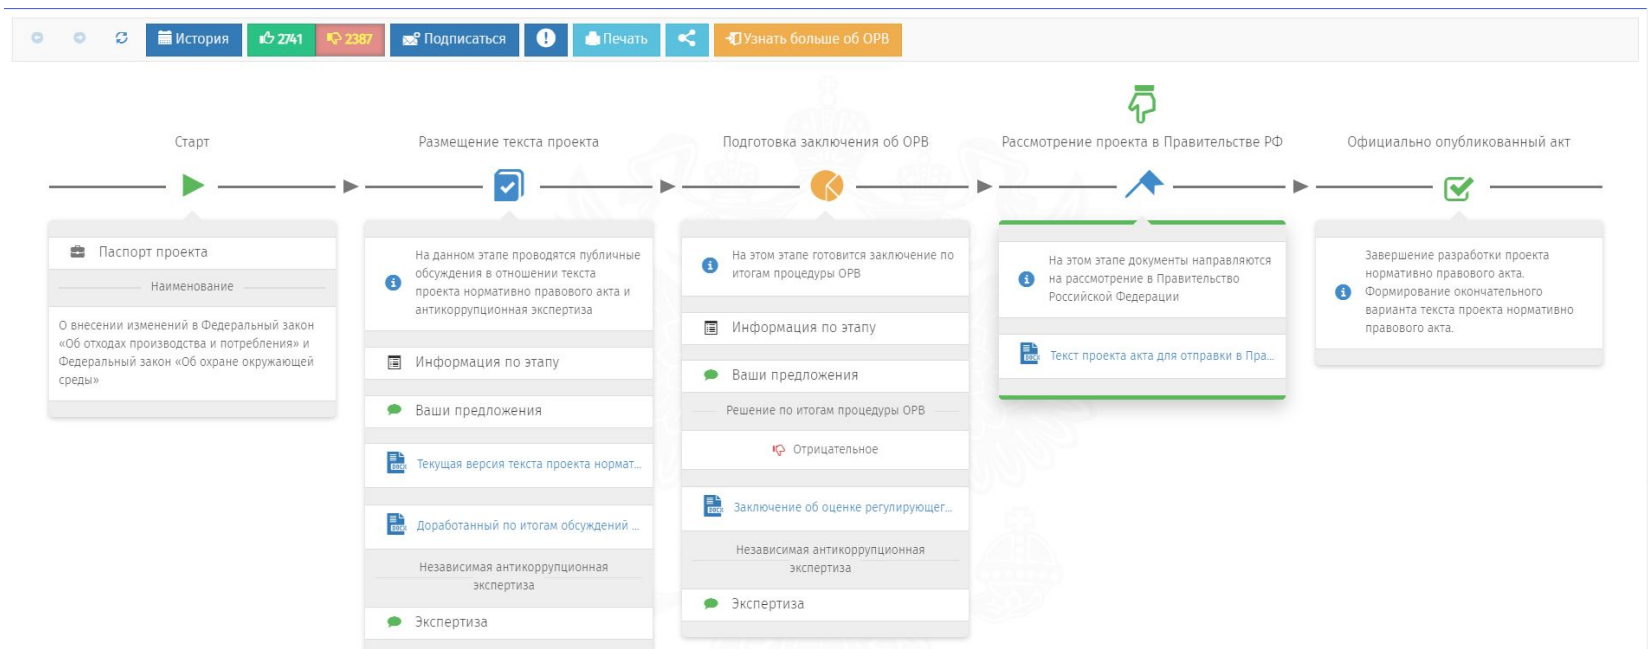 История
2741
2387
Подписаться
Печать
Узнать больше об ОРВ
Старт
Размещение текста проекта
Подготовка заключения об ОРВ
Рассмотрение проекта в Правительстве РФ
Официально опубликованный акт
Паспорт проекта
Наименование
О внесении изменений в Федеральный закон
«Об отходах производства и потребления» и
Федеральный закон «Об охране окружающей
среды»
На данном этапе проводятся публичные
обсуждения в отношении текста
проекта нормативно правового акта и
антикоррупционная экспертиза
Информация по этапу
Ваши предложения
DOCX
Текущая версия текста проекта нормат...
DOCX
Доработанный по итогам обсуждений ...
Независимая антикоррупционная
экспертиза
Экспертиза
На этом этапе готовится заключение по
итогам процедуры ОРВ
Информация по этапу
Ваши предложения
Решение по итогам процедуры ОРВ
Отрицательное
DOCX
Заключение об оценке регулирующег...
Независимая антикоррупционная
экспертиза
Экспертиза
На этом этапе документы направляются
на рассмотрение в Правительство
Российской Федерации
DOCX
Текст проекта акта для отправки в Пра...
Завершение разработки проекта
нормативно правового акта.
Формирование окончательного
варианта текста проекта нормативно
правового акта.